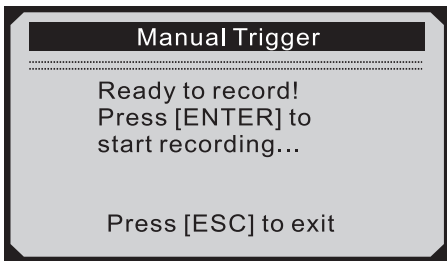 Manual Trigger
Ready to record!
Press [ENTER] to
start recording...
Press [ESC] to exit